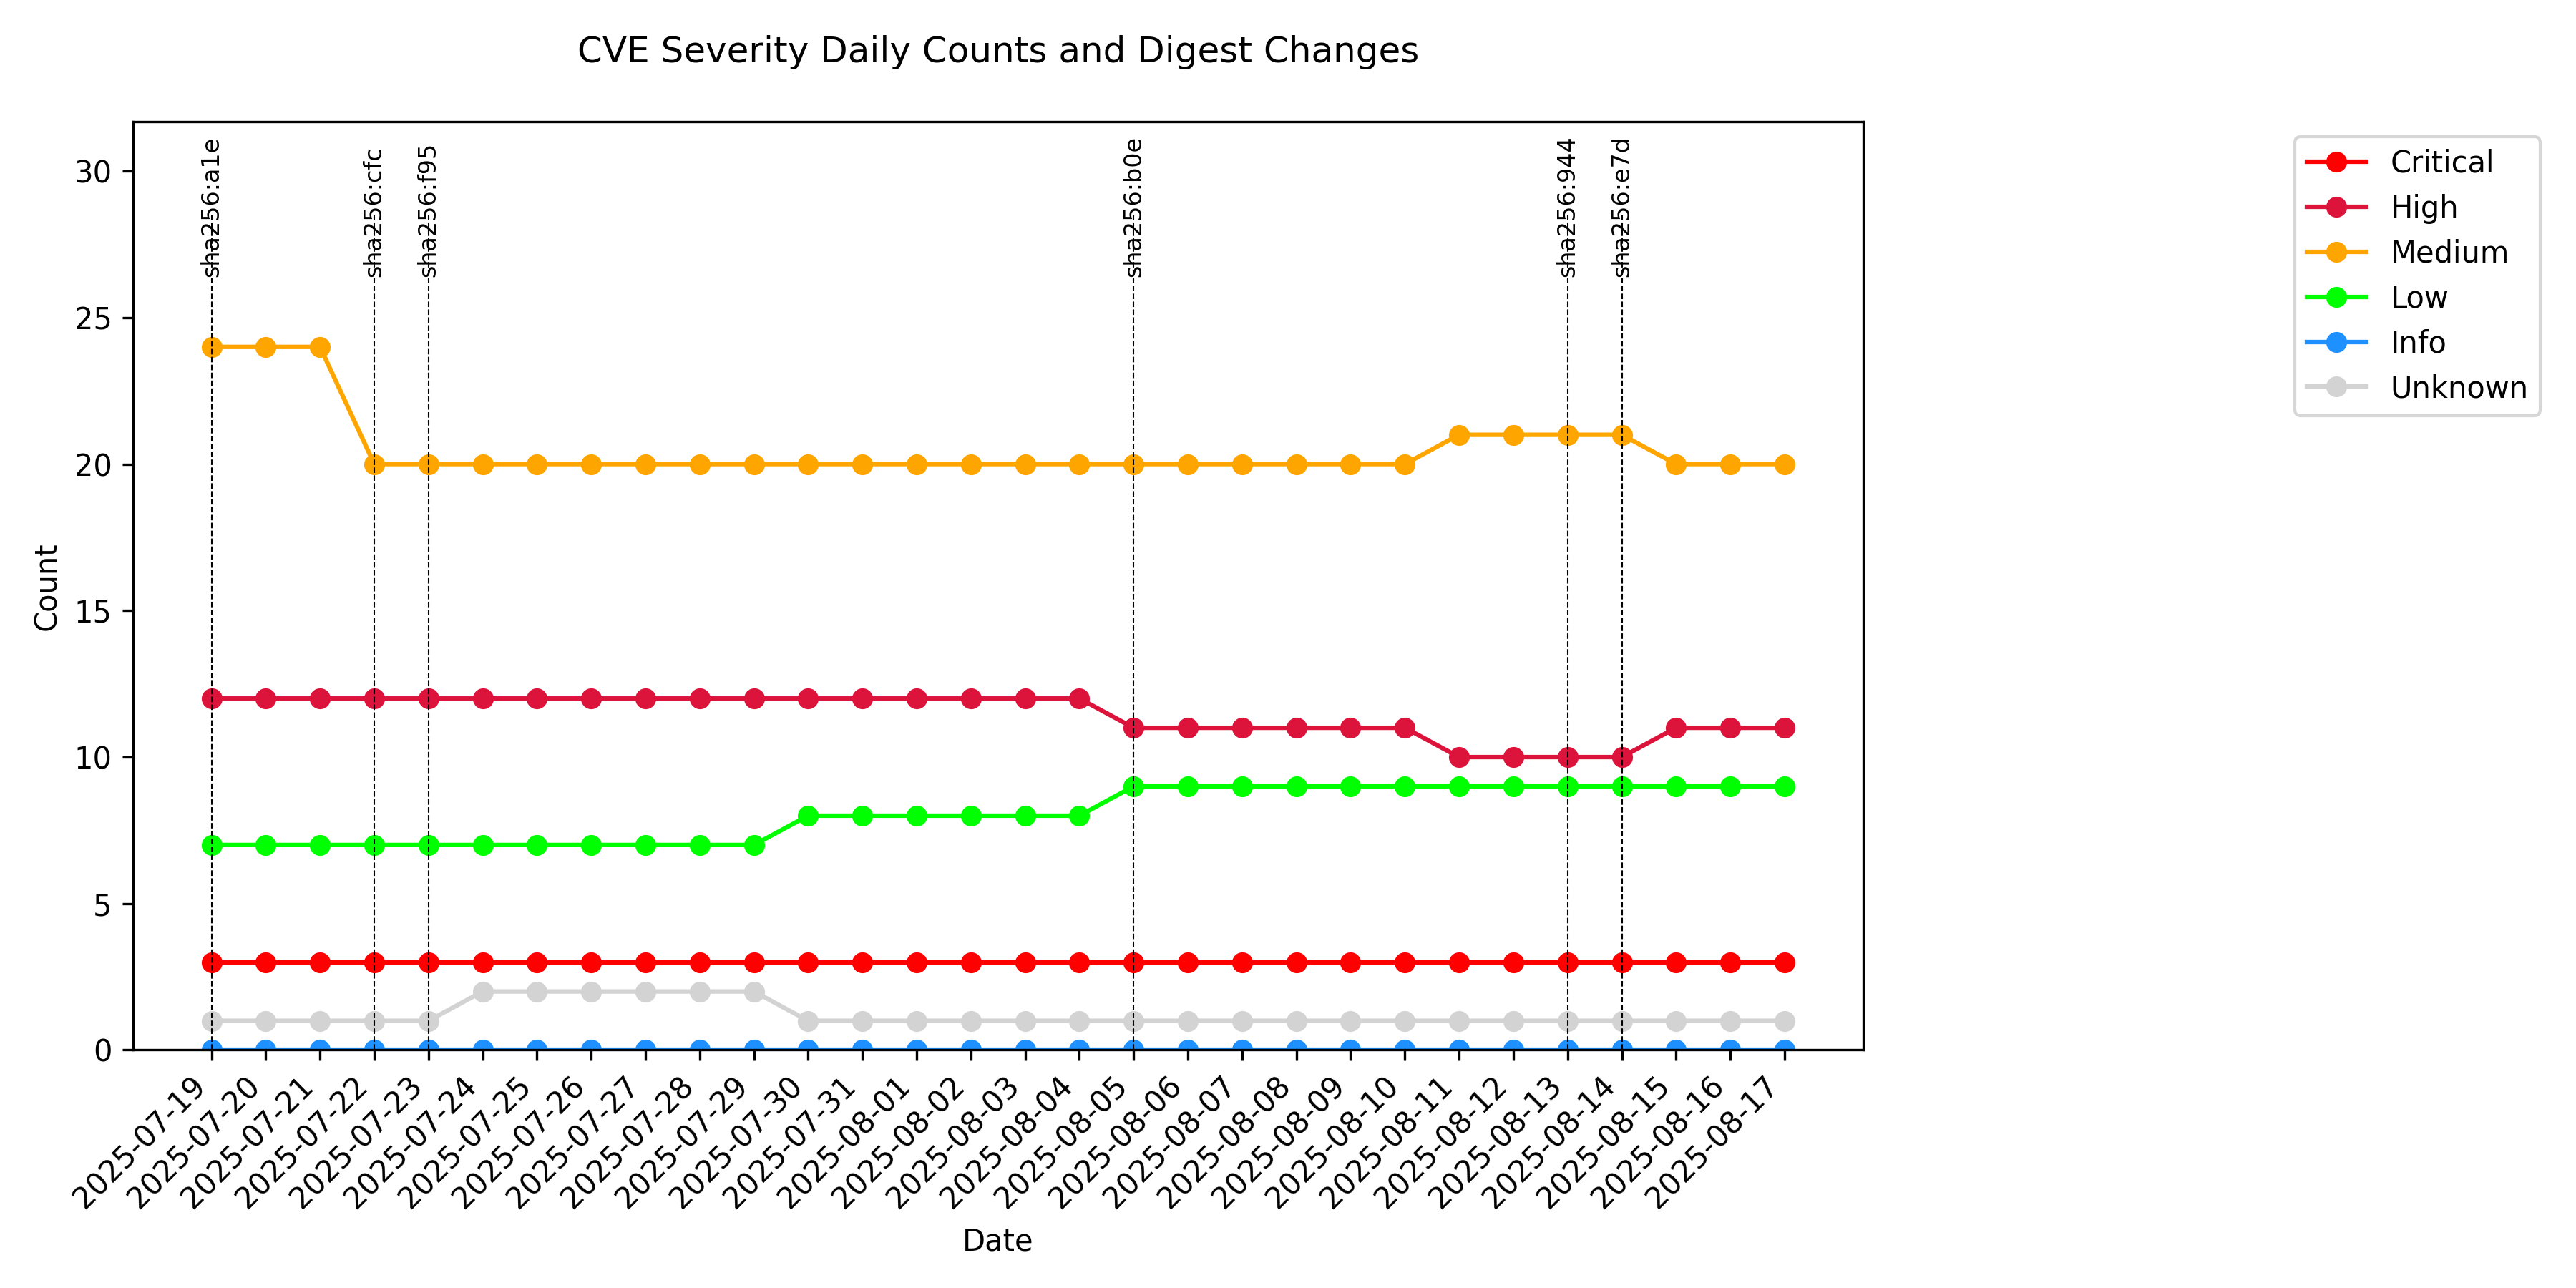 CVE Severity Daily Counts and Digest Changes
sha256:a1e
sha256:cfc
sha256:f95
sha256:b0e
sha256:944
sha256:e7d
Critical
High
Medium
Low
Info
Unknown
Count
30
25
20
15
10
5
0
2025-07-19
2025-07-20
2025-07-21
2025-07-22
2025-07-23
2025-07-24
2025-07-25
2025-07-26
2025-07-27
2025-07-28
2025-07-29
2025-07-30
2025-07-31
2025-08-01
2025-08-02
2025-08-03
2025-08-04
2025-08-05
2025-08-06
2025-08-07
2025-08-08
2025-08-09
2025-08-10
2025-08-11
2025-08-12
2025-08-13
2025-08-14
2025-08-15
2025-08-16
2025-08-17
Date